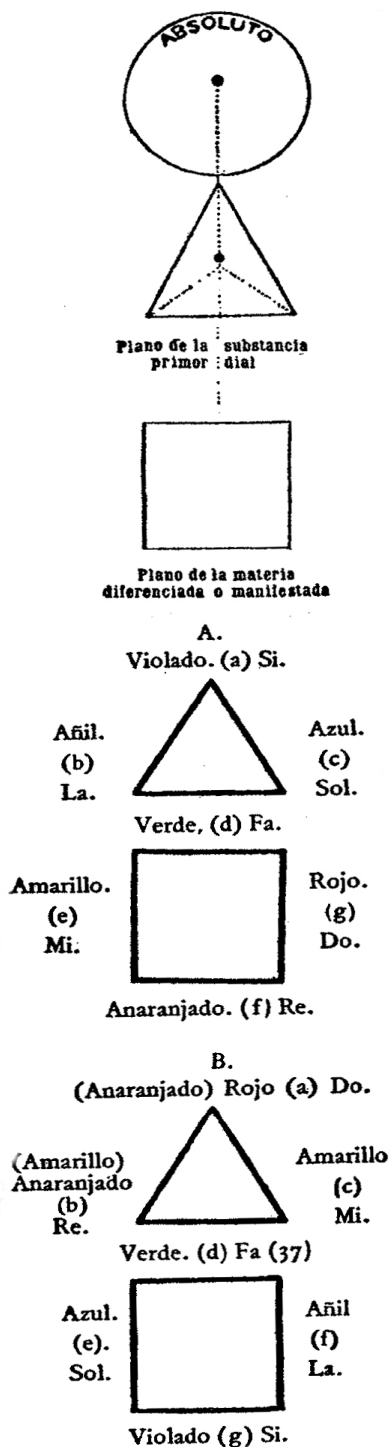 ABSOLUTO
Plano de la substancia
primor dial
Plano de la materia
diferenciada o manifestada
A.
Violado. (a) Si.
Añil.
(b)
La.
Azul.
(c)
Sol.
Verde, (d) Fa.
Amarillo.
(e)
Mi.
Rojo.
(g)
Do.
Anaranjado. (f) Re.
B.
(Anaranjado) Rojo (a) Do.
(Amarillo)
Anaranjado
(b)
Re.
Amarillo
(c)
Mi.
Verde. (d) Fa (37)
Azul.
(e).
Sol.
Añil
(f)
La.
Violado (g) Si.